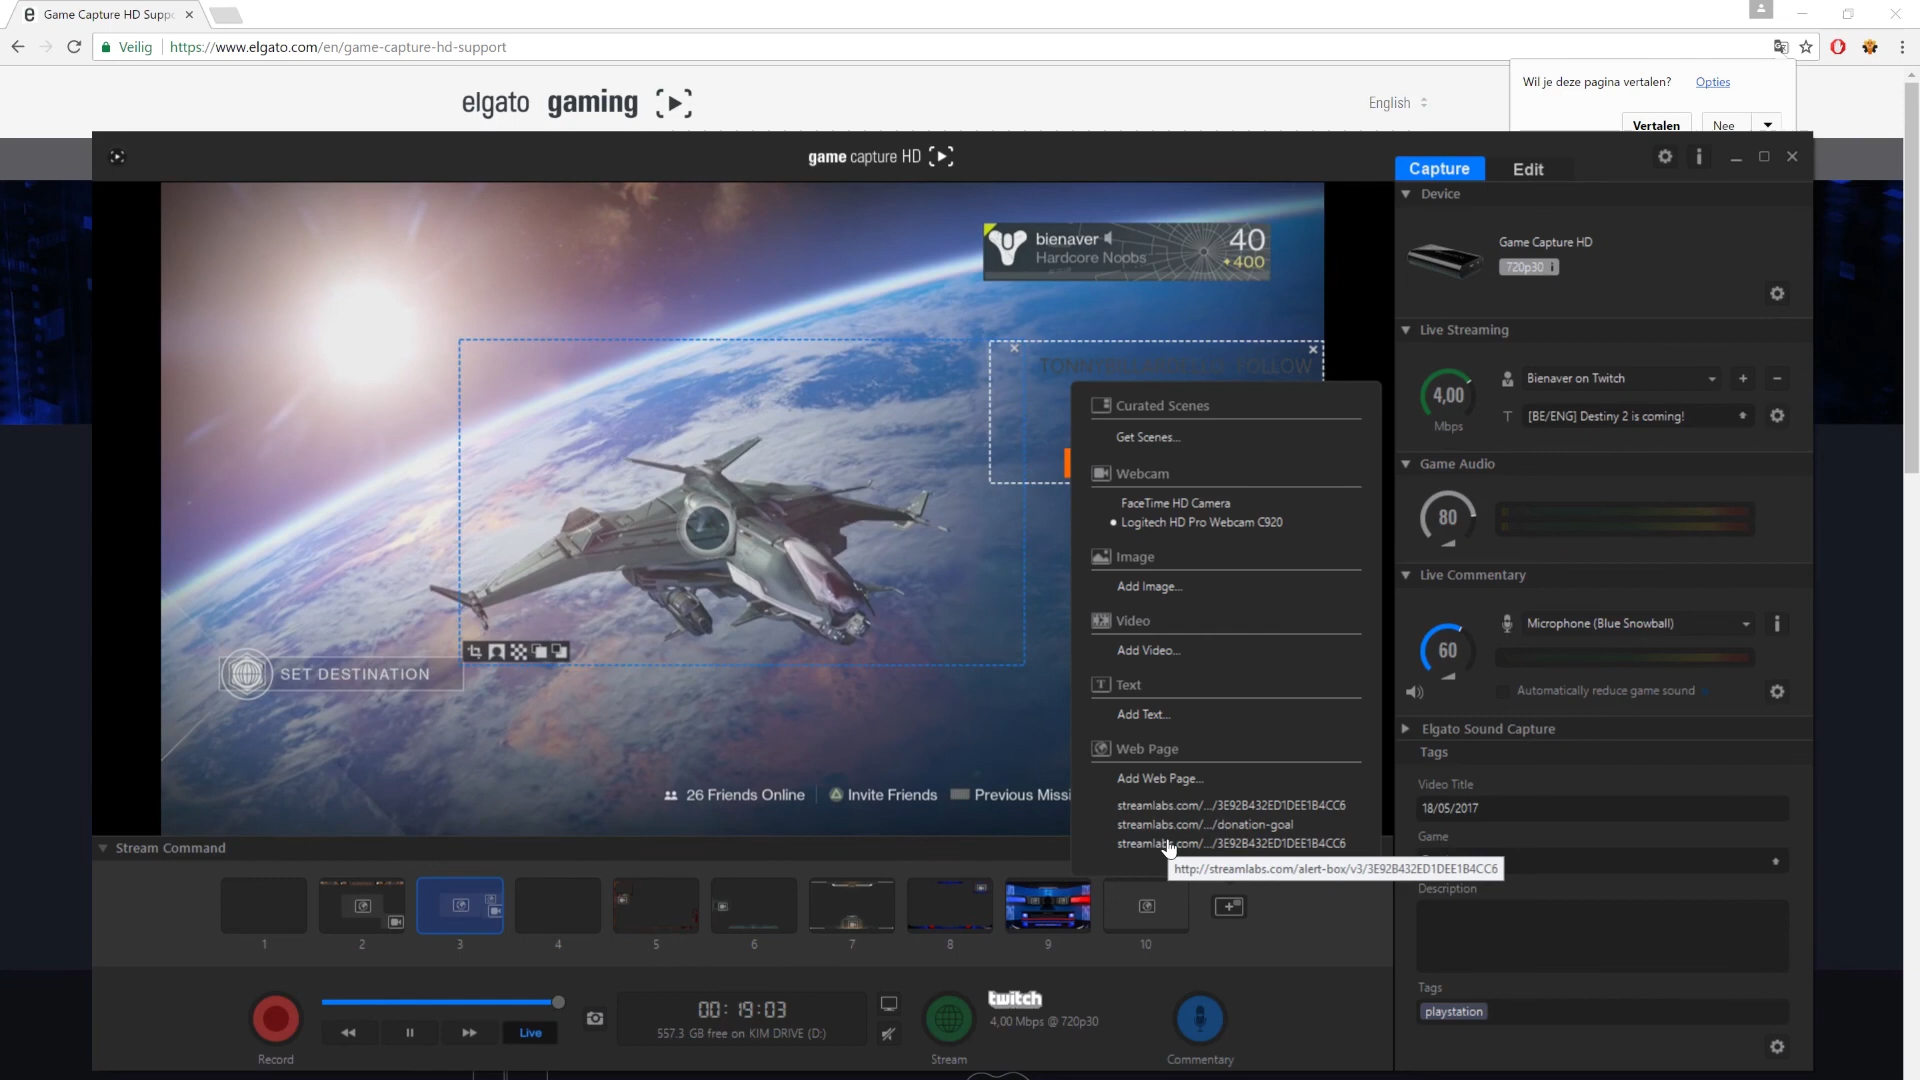 Game Capture HD Supp
Veilig
https://www.elgato.com/en/game-capture-hd-support
Wil je deze pagina vertalen?
Opties
Vertalen
Nee
elgato gaming
English
game capture HD
Capture
Edit
Device
Game Capture HD
720p30 i
bienaver
Hardcore Noobs
40
+400
Live Streaming
4,00
Mbps
Bienaver on Twitch
[BE/ENG] Destiny 2 is coming!
FOLLOW
Curated Scenes
Get Scenes...
Webcam
FaceTime HD Camera
Logitech HD Pro Webcam C920
Image
Add Image...
Video
Add Video...
Text
Add Text...
Web Page
Add Web Page...
streamlabs.com/.../3E92B432ED1DEE1B4CC6
streamlabs.com/.../donation-goal
streamlabs.com/.../3E92B432ED1DEE1B4CC6
http://streamlabs.com/alert-box/v3/3E92B432ED1DEE1B4CC6
Game Audio
80
Live Commentary
60
Microphone (Blue Snowball)
Automatically reduce game sound
Elgato Sound Capture
Tags
Video Title
18/05/2017
Game
Description
Tags
playstation
SET DESTINATION
26 Friends Online
Invite Friends
Previous Missi
Stream Command
1
2
3
4
5
6
7
8
9
10
Record
Live
00: 19:03
557.3 GB free on KIM DRIVE (D:)
Stream
twitch
4,00 Mbps @ 720p30
Commentary